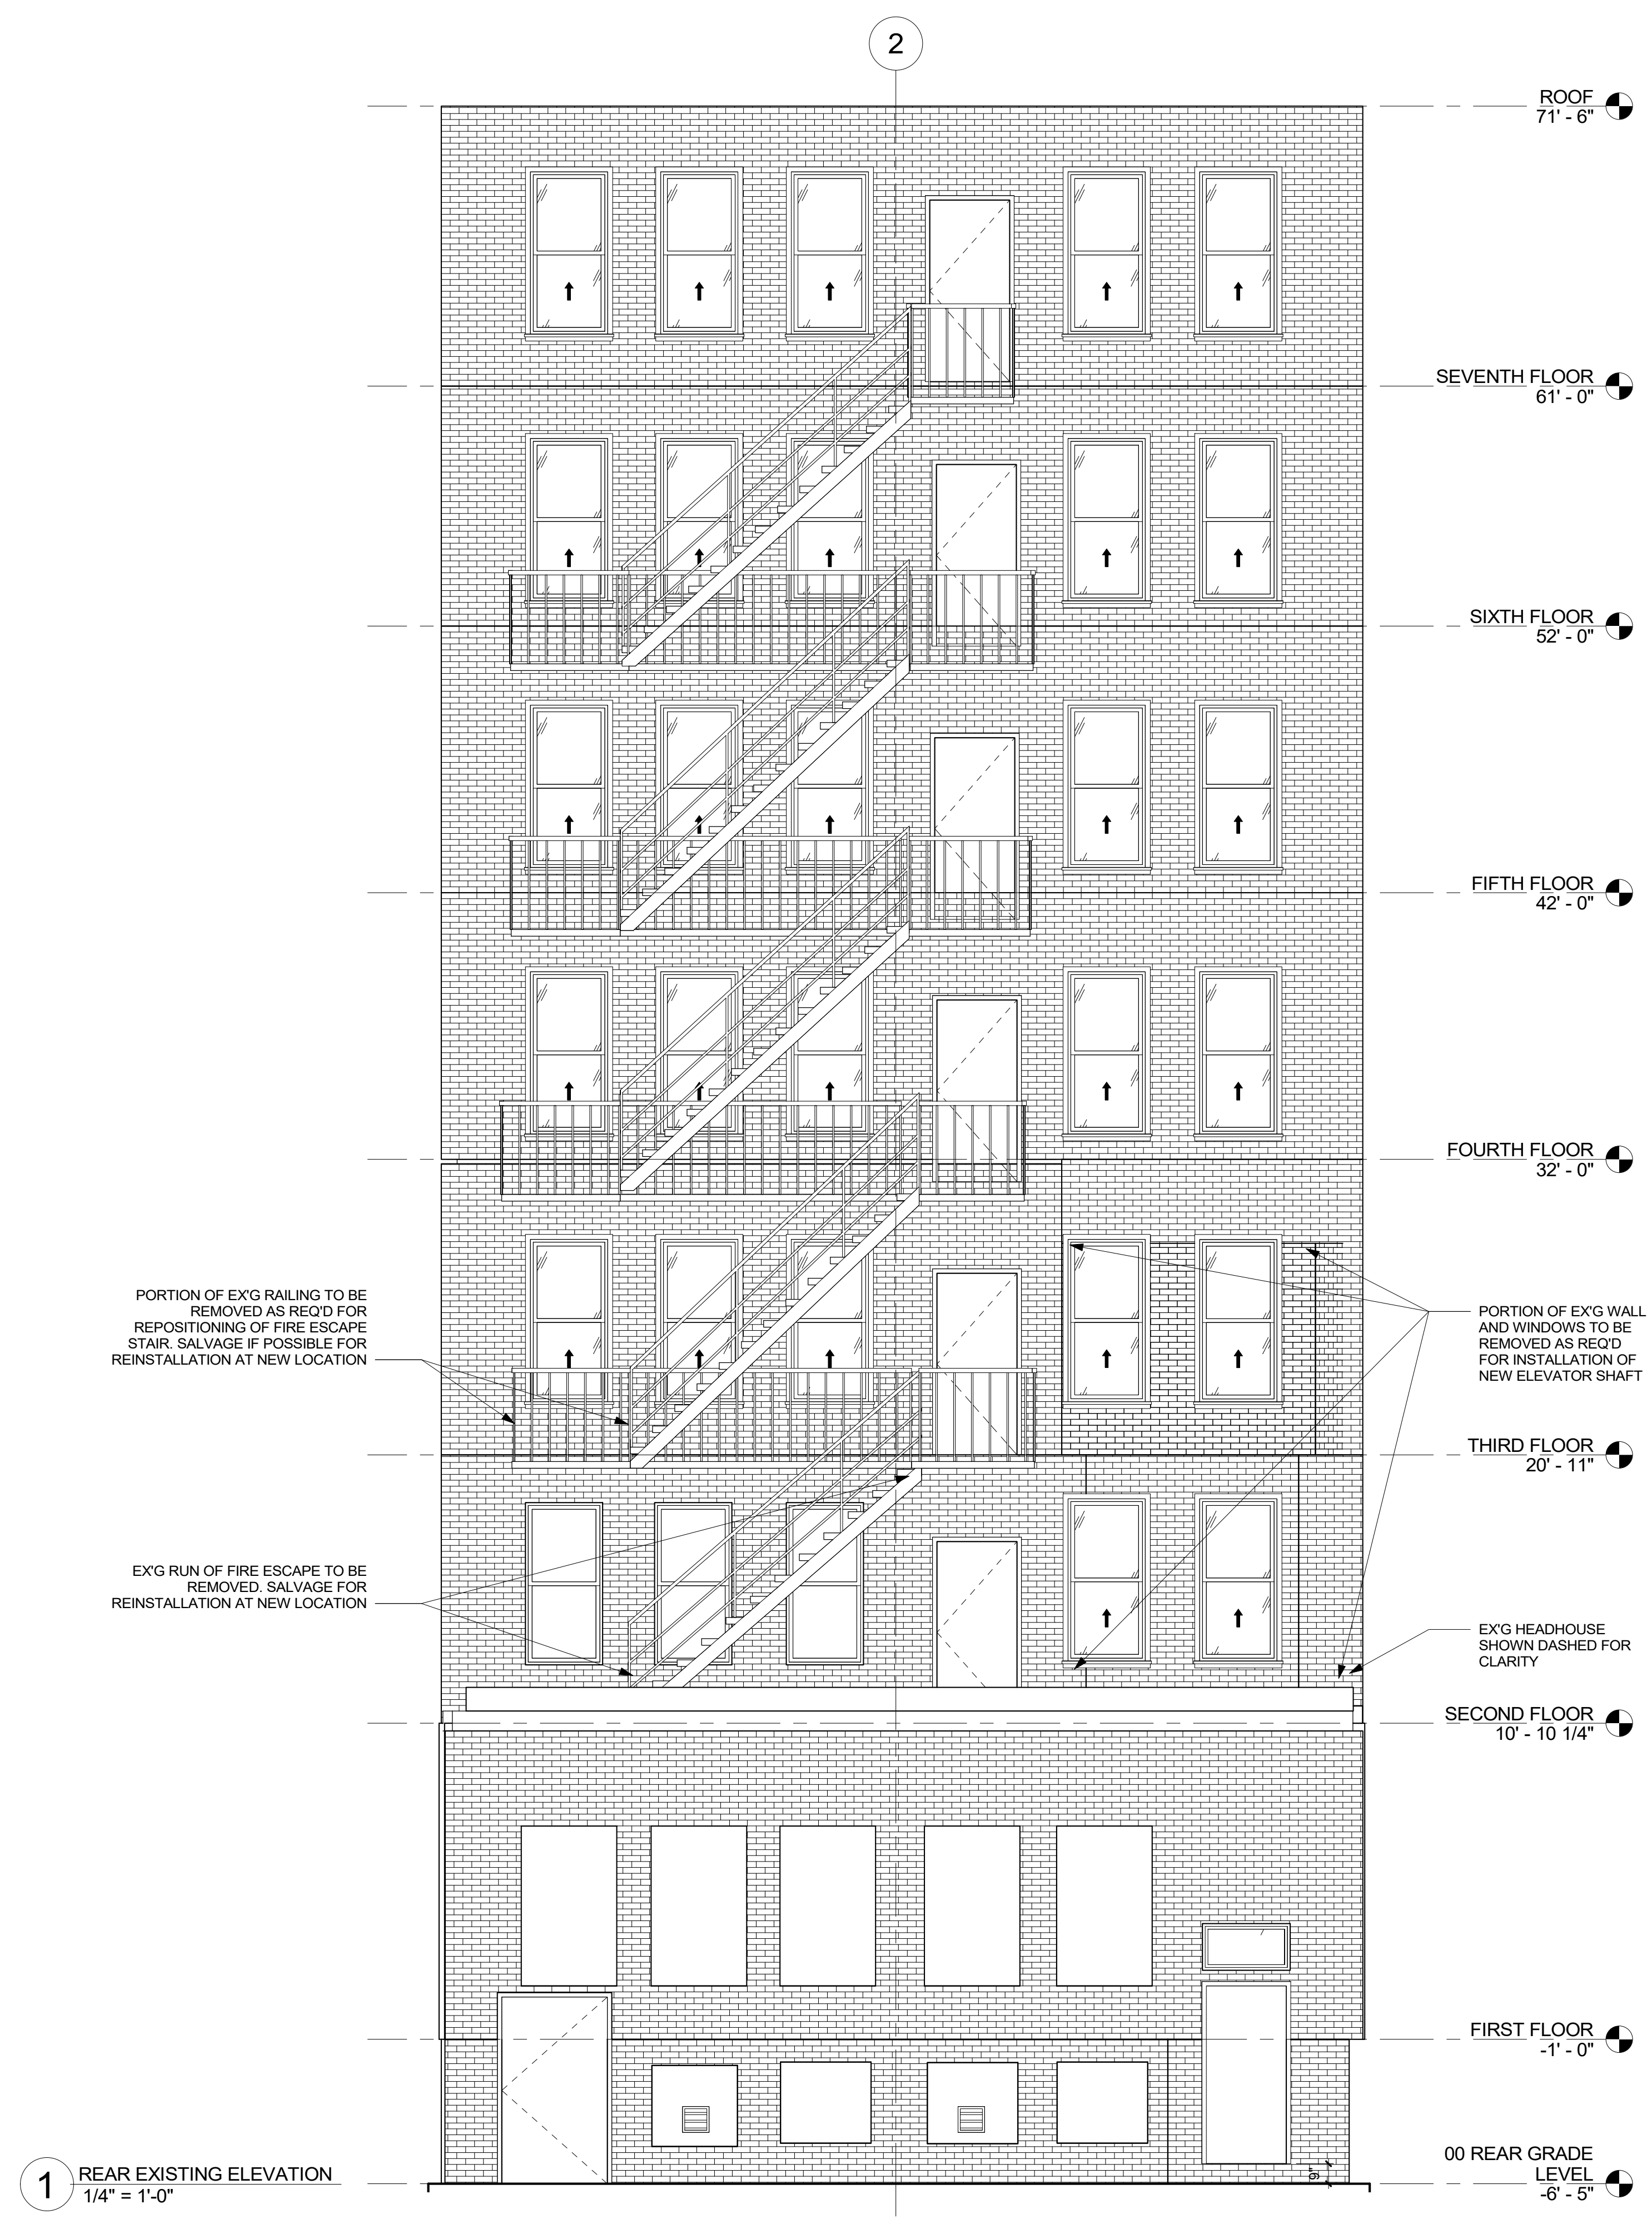 2
ROOF
71' - 6"
SEVENTH FLOOR
61' - 0"
SIXTH FLOOR
52' - 0"
FIFTH FLOOR
42' - 0"
FOURTH FLOOR
32' - 0"
PORTION OF EX'G RAILING TO BE
REMOVED AS REQ'D FOR
REPOSITIONING OF FIRE ESCAPE
STAIR. SALVAGE IF POSSIBLE FOR
REINSTALLATION AT NEW LOCATION
PORTION OF EX'G WALL
AND WINDOWS TO BE
REMOVED AS REQ'D
FOR INSTALLATION OF
NEW ELEVATOR SHAFT
THIRD FLOOR
20' - 11"
EX'G RUN OF FIRE ESCAPE TO BE
REMOVED. SALVAGE FOR
REINSTALLATION AT NEW LOCATION
EX'G HEADHOUSE
SHOWN DASHED FOR
CLARITY
SECOND FLOOR
10' - 10 1/4"
FIRST FLOOR
-1' - 0"
00 REAR GRADE
LEVEL
-6' - 5"
9"
1
REAR EXISTING ELEVATION
1/4" = 1'-0"